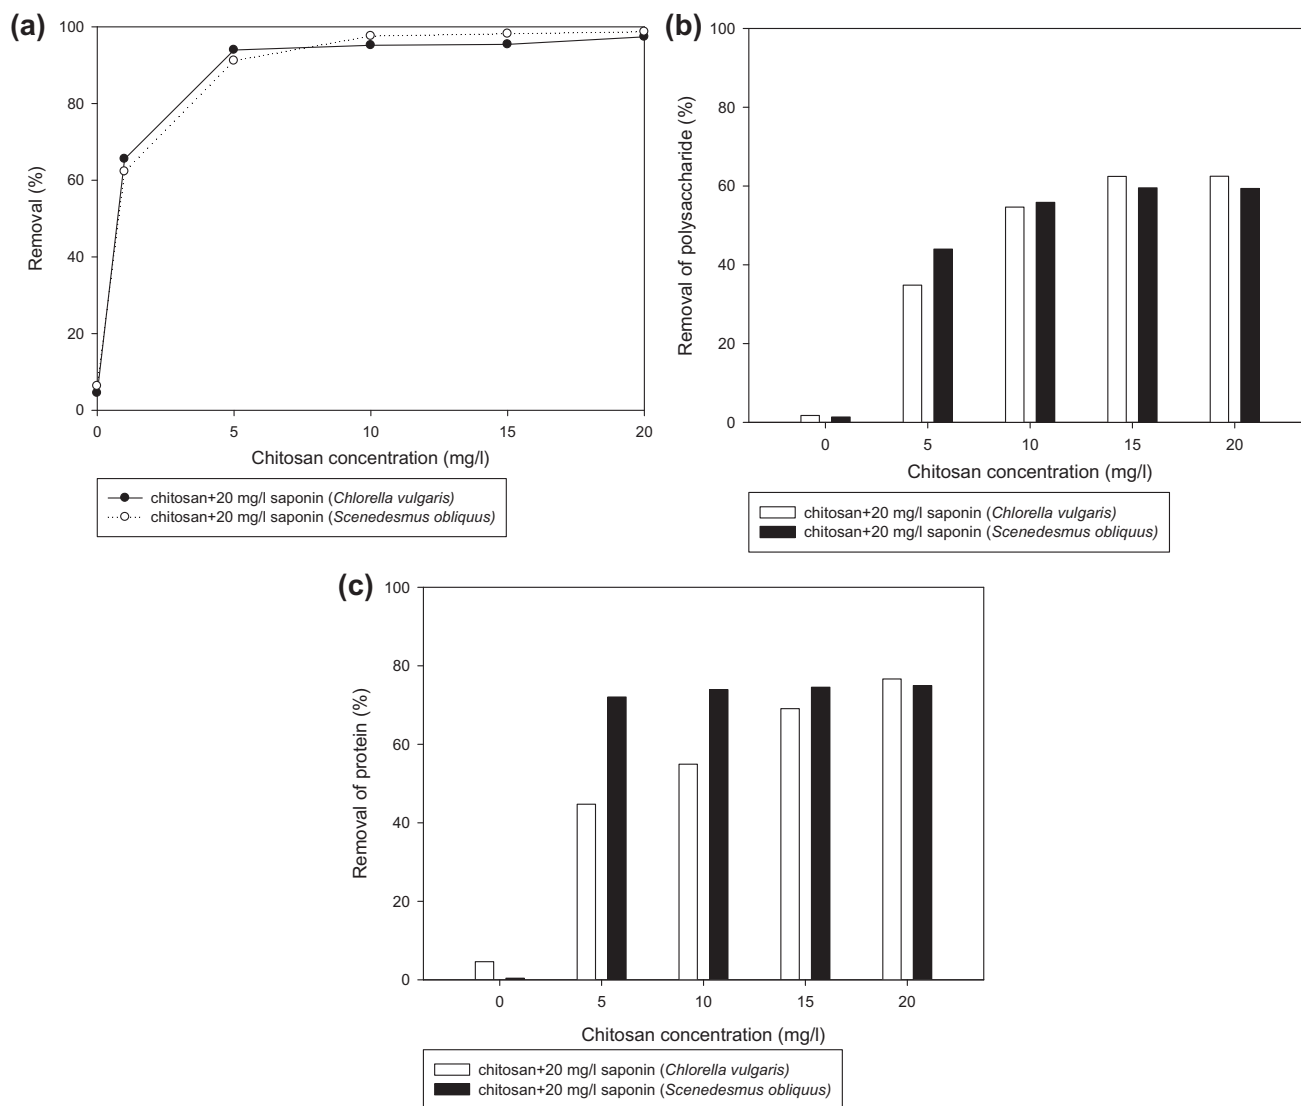 (a)
100
80
60
40
20
0
Removal (%)
0 5 10 15 20
Chitosan concentration (mg/l)
chitosan+20 mg/l saponin (Chlorella vulgaris)
chitosan+20 mg/l saponin (Scenedesmus obliquus)
(b)
100
80
60
40
20
0
Removal of polysaccharide (%)
0 5 10 15 20
Chitosan concentration (mg/l)
chitosan+20 mg/l saponin (Chlorella vulgaris)
chitosan+20 mg/l saponin (Scenedesmus obliquus)
(c)
100
80
60
40
20
0
Removal of protein (%)
0 5 10 15 20
Chitosan concentration (mg/l)
chitosan+20 mg/l saponin (Chlorella vulgaris)
chitosan+20 mg/l saponin (Scenedesmus obliquus)